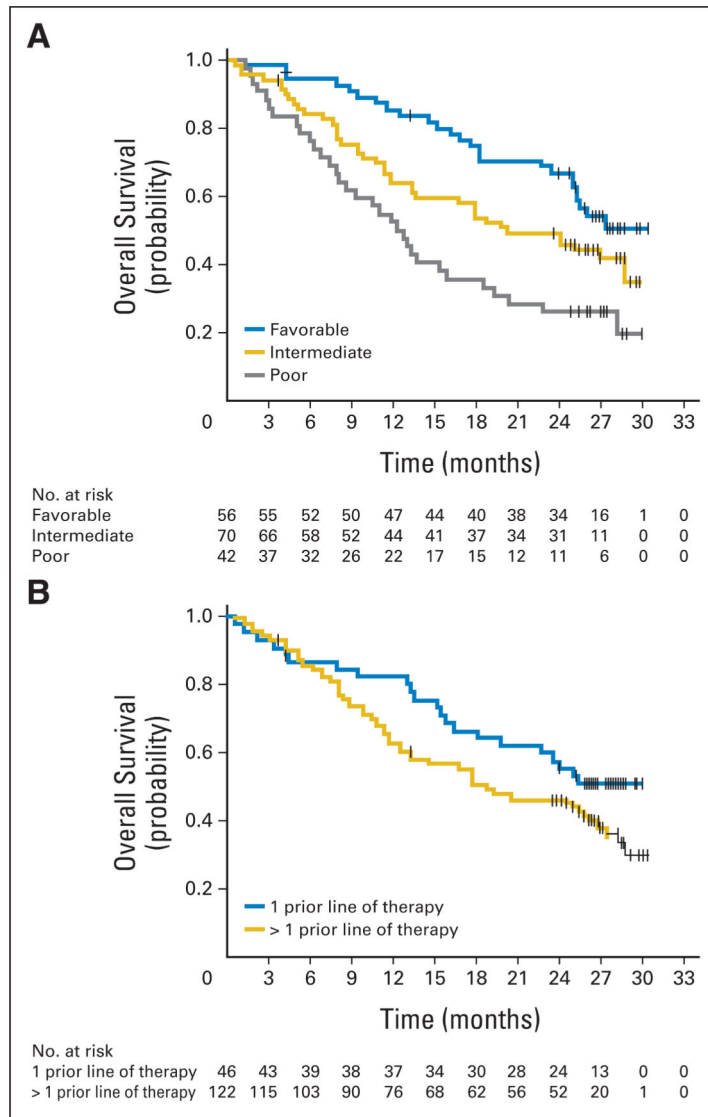 A
1.0
0.8
0.6
0.4
0.2
Overall Survival
(probability)
Favorable
Intermediate
Poor
0 3 6 9 12 15 18 21 24 27 30 33
Time (months)
No. at risk
Favorable 56 55 52 50 47 44 40 38 34 16 1 0
Intermediate 70 66 58 52 44 41 37 34 31 11 0 0
Poor 42 37 32 26 22 17 15 12 11 6 0 0
B
1.0
0.8
0.6
0.4
0.2
Overall Survival
(probability)
1 prior line of therapy
> 1 prior line of therapy
0 3 6 9 12 15 18 21 24 27 30 33
Time (months)
No. at risk
1 prior line of therapy 46 43 39 38 37 34 30 28 24 13 0 0
> 1 prior line of therapy 122 115 103 90 76 68 62 56 52 20 1 0